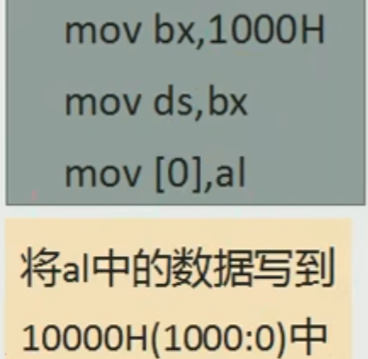 mov bx,1000H
mov ds,bx
mov [0],al
将al中的数据写到
10000H(1000:0)中